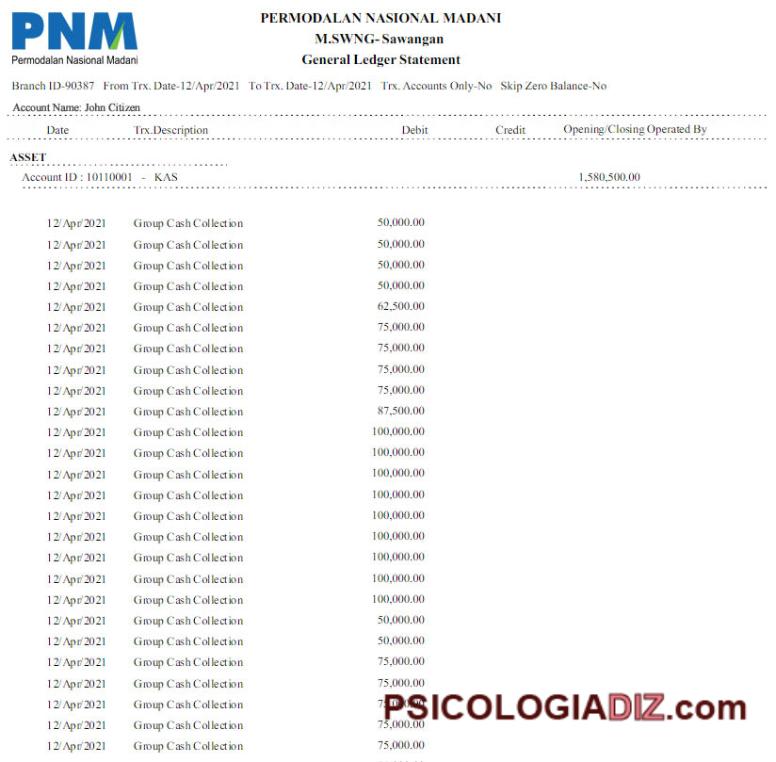 PNM
Permodalan Nasional Madani
PERMODALAN NASIONAL MADANI
M.SWNG-Sawangan
General Ledger Statement
Branch ID-90387 From Trx. Date-12/Apr/2021 To Trx. Date-12/Apr/2021 Trx. Accounts Only-No Skip Zero Balance-No
Account Name: John Citizen
Date Trx.Description Debit Credit Opening/Closing Operated By
ASSET
Account ID : 10110001 - KAS 1,580,500.00
12/Apr/2021 Group Cash Collection 50,000.00
12/Apr/2021 Group Cash Collection 50,000.00
12/Apr/2021 Group Cash Collection 50,000.00
12/Apr/2021 Group Cash Collection 50,000.00
12/Apr/2021 Group Cash Collection 62,500.00
12/Apr/2021 Group Cash Collection 75,000.00
12/Apr/2021 Group Cash Collection 75,000.00
12/Apr/2021 Group Cash Collection 75,000.00
12/Apr/2021 Group Cash Collection 75,000.00
12/Apr/2021 Group Cash Collection 87,500.00
12/Apr/2021 Group Cash Collection 100,000.00
12/Apr/2021 Group Cash Collection 100,000.00
12/Apr/2021 Group Cash Collection 100,000.00
12/Apr/2021 Group Cash Collection 100,000.00
12/Apr/2021 Group Cash Collection 100,000.00
12/Apr/2021 Group Cash Collection 100,000.00
12/Apr/2021 Group Cash Collection 100,000.00
12/Apr/2021 Group Cash Collection 100,000.00
12/Apr/2021 Group Cash Collection 100,000.00
12/Apr/2021 Group Cash Collection 50,000.00
12/Apr/2021 Group Cash Collection 50,000.00
12/Apr/2021 Group Cash Collection 75,000.00
12/Apr/2021 Group Cash Collection 75,000.00
12/Apr/2021 Group Cash Collection
PSICOLOGIADIZ.com
12/Apr/2021 Group Cash Collection 75,000.00
12/Apr/2021 Group Cash Collection 75,000.00